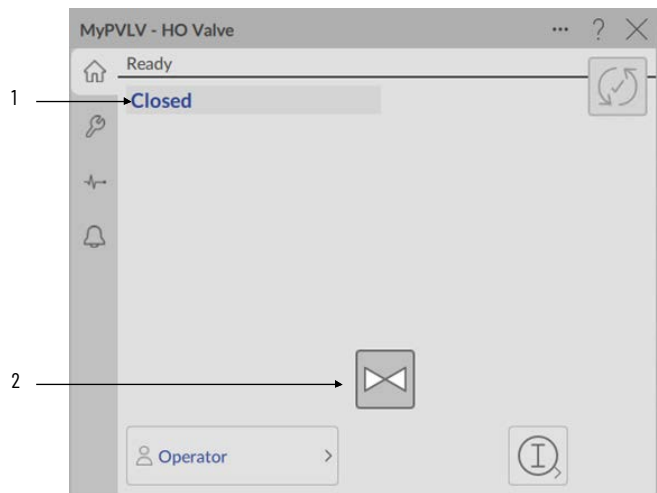 MyPVLV - HO Valve
... ?
Ready
1
Closed
2
Operator
I